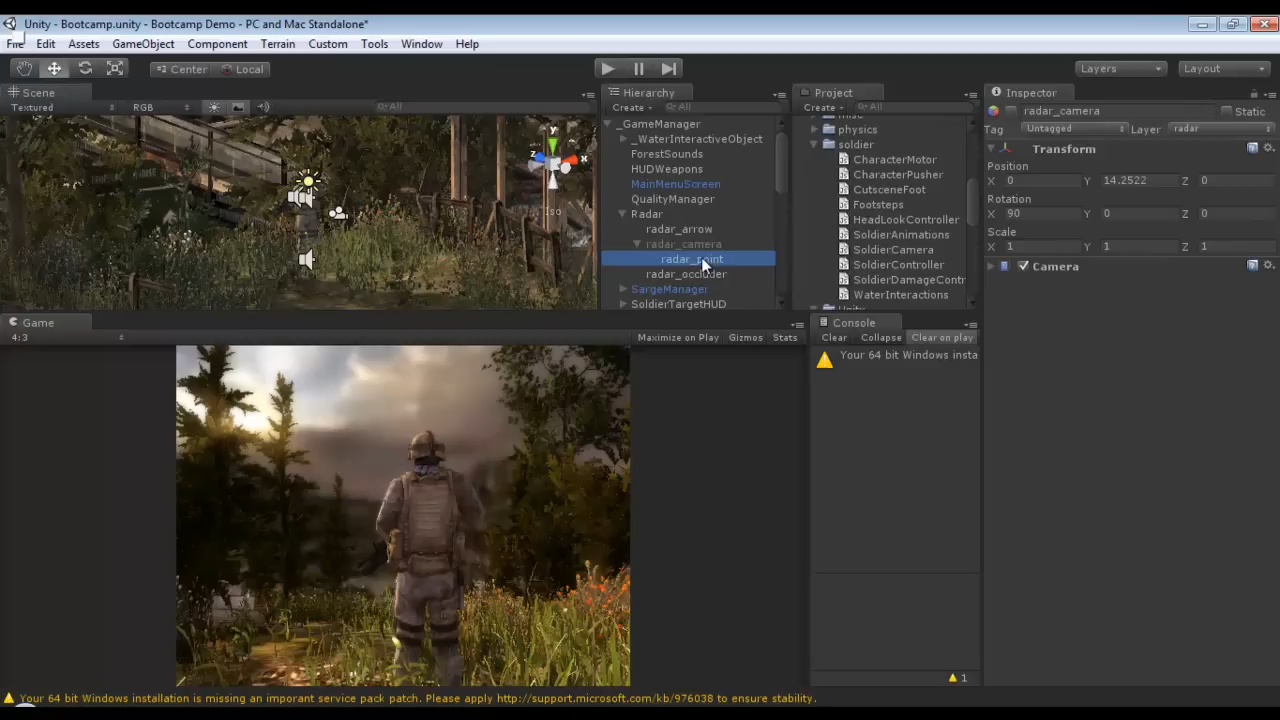 Unity - Bootcamp.unity - Bootcamp Demo - PC and Mac Standalone*
File Edit Assets GameObject Component Terrain Custom Tools Window Help
Center Local Layers Layout
Scene
Textured RGB All
Hierarchy
Create All
_GameManager
_WaterInteractiveObject
ForestSounds
HUDWeapons
MainMenuScreen
QualityManager
Radar
radar_arrow
radar_camera
radar_point
radar_occluder
SargeManager
SoldierTargetHUD
Project
Create All
misc
physics
soldier
CharacterMotor
CharacterPusher
CutsceneFoot
Footsteps
HeadLookController
SoldierAnimations
SoldierCamera
SoldierController
SoldierDamageContr
WaterInteractions
Inspector
radar_camera Static
Tag Untagged Layer radar
Transform
Position
X 0 Y 14.2522 Z 0
Rotation
X 90 Y 0 Z 0
Scale
X 1 Y 1 Z 1
Camera
y
z x
Iso
Game
4:3 Maximize on Play Gizmos Stats
Console
Clear Collapse Clear on play
Your 64 bit Windows insta
1
Your 64 bit Windows installation is missing an imporant service pack patch. Please apply http://support.microsoft.com/kb/976038 to ensure stability.